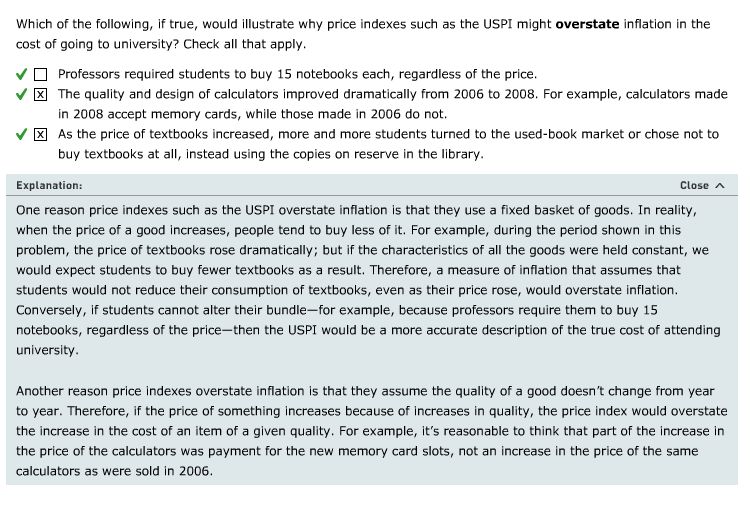 Which of the following, if true, would illustrate why price indexes such as the USPI might overstate inflation in the
cost of going to university? Check all that apply.
Professors required students to buy 15 notebooks each, regardless of the price.
The quality and design of calculators improved dramatically from 2006 to 2008. For example, calculators made
in 2008 accept memory cards, while those made in 2006 do not.
As the price of textbooks increased, more and more students turned to the used-book market or chose not to
buy textbooks at all, instead using the copies on reserve in the library.
Explanation: Close
One reason price indexes such as the USPI overstate inflation is that they use a fixed basket of goods. In reality,
when the price of a good increases, people tend to buy less of it. For example, during the period shown in this
problem, the price of textbooks rose dramatically; but if the characteristics of all the goods were held constant, we
would expect students to buy fewer textbooks as a result. Therefore, a measure of inflation that assumes that
students would not reduce their consumption of textbooks, even as their price rose, would overstate inflation.
Conversely, if students cannot alter their bundle—for example, because professors require them to buy 15
notebooks, regardless of the price—then the USPI would be a more accurate description of the true cost of attending
university.
Another reason price indexes overstate inflation is that they assume the quality of a good doesn't change from year
to year. Therefore, if the price of something increases because of increases in quality, the price index would overstate
the increase in the cost of an item of a given quality. For example, it's reasonable to think that part of the increase in
the price of the calculators was payment for the new memory card slots, not an increase in the price of the same
calculators as were sold in 2006.